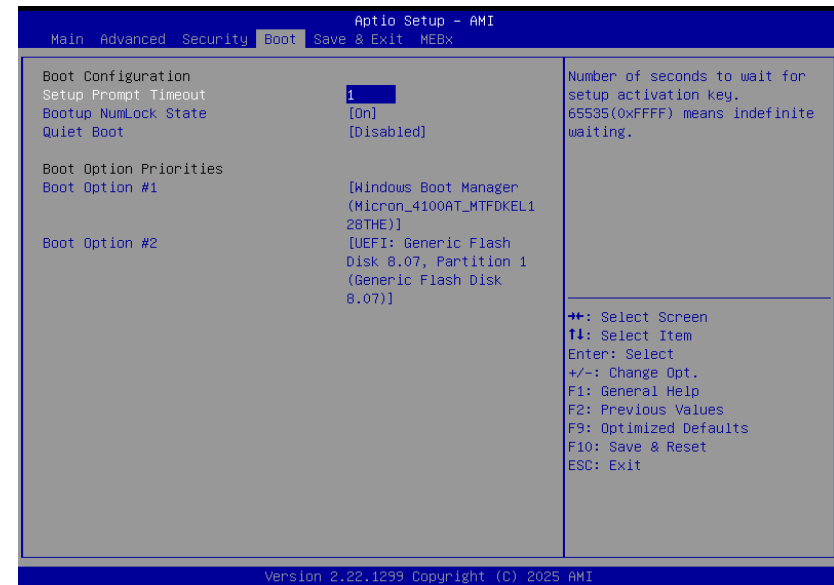 Aptio Setup – AMI
Main Advanced Security Boot Save & Exit MEBx
Boot Configuration
Setup Prompt Timeout 1
Bootup NumLock State [On]
Quiet Boot [Disabled]
Boot Option Priorities
Boot Option #1 [Windows Boot Manager
(Micron_4100AT_MTFDKEL1
28THE)]
Boot Option #2 [UEFI: Generic Flash
Disk 8.07, Partition 1
(Generic Flash Disk
8.07)]
Number of seconds to wait for
setup activation key.
65535(0xFFFF) means indefinite
waiting.
→←: Select Screen
↑↓: Select Item
Enter: Select
+/-: Change Opt.
F1: General Help
F2: Previous Values
F9: Optimized Defaults
F10: Save & Reset
ESC: Exit
Version 2.22.1299 Copyright (C) 2025 AMI